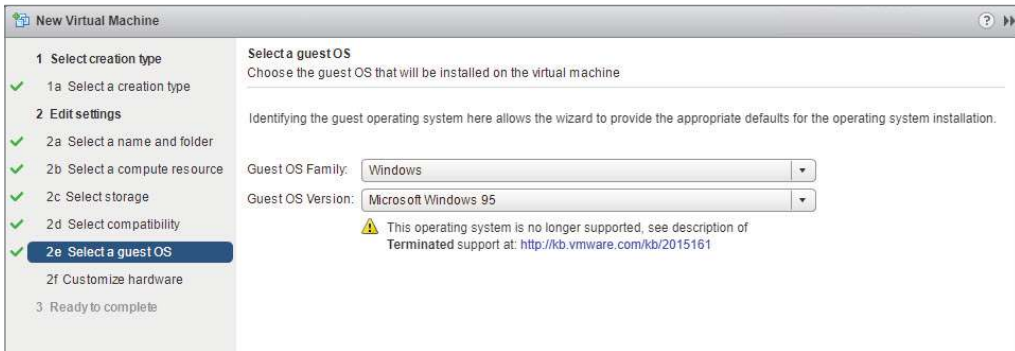 New Virtual Machine
1 Select creation type
1a Select a creation type
2 Edit settings
2a Select a name and folder
2b Select a compute resource
2c Select storage
2d Select compatibility
2e Select a guest OS
2f Customize hardware
3 Ready to complete
Select a guest OS
Choose the guest OS that will be installed on the virtual machine
Identifying the guest operating system here allows the wizard to provide the appropriate defaults for the operating system installation.
Guest OS Family: Windows
Guest OS Version: Microsoft Windows 95
This operating system is no longer supported, see description of
Terminated support at: http://kb.vmware.com/kb/2015161